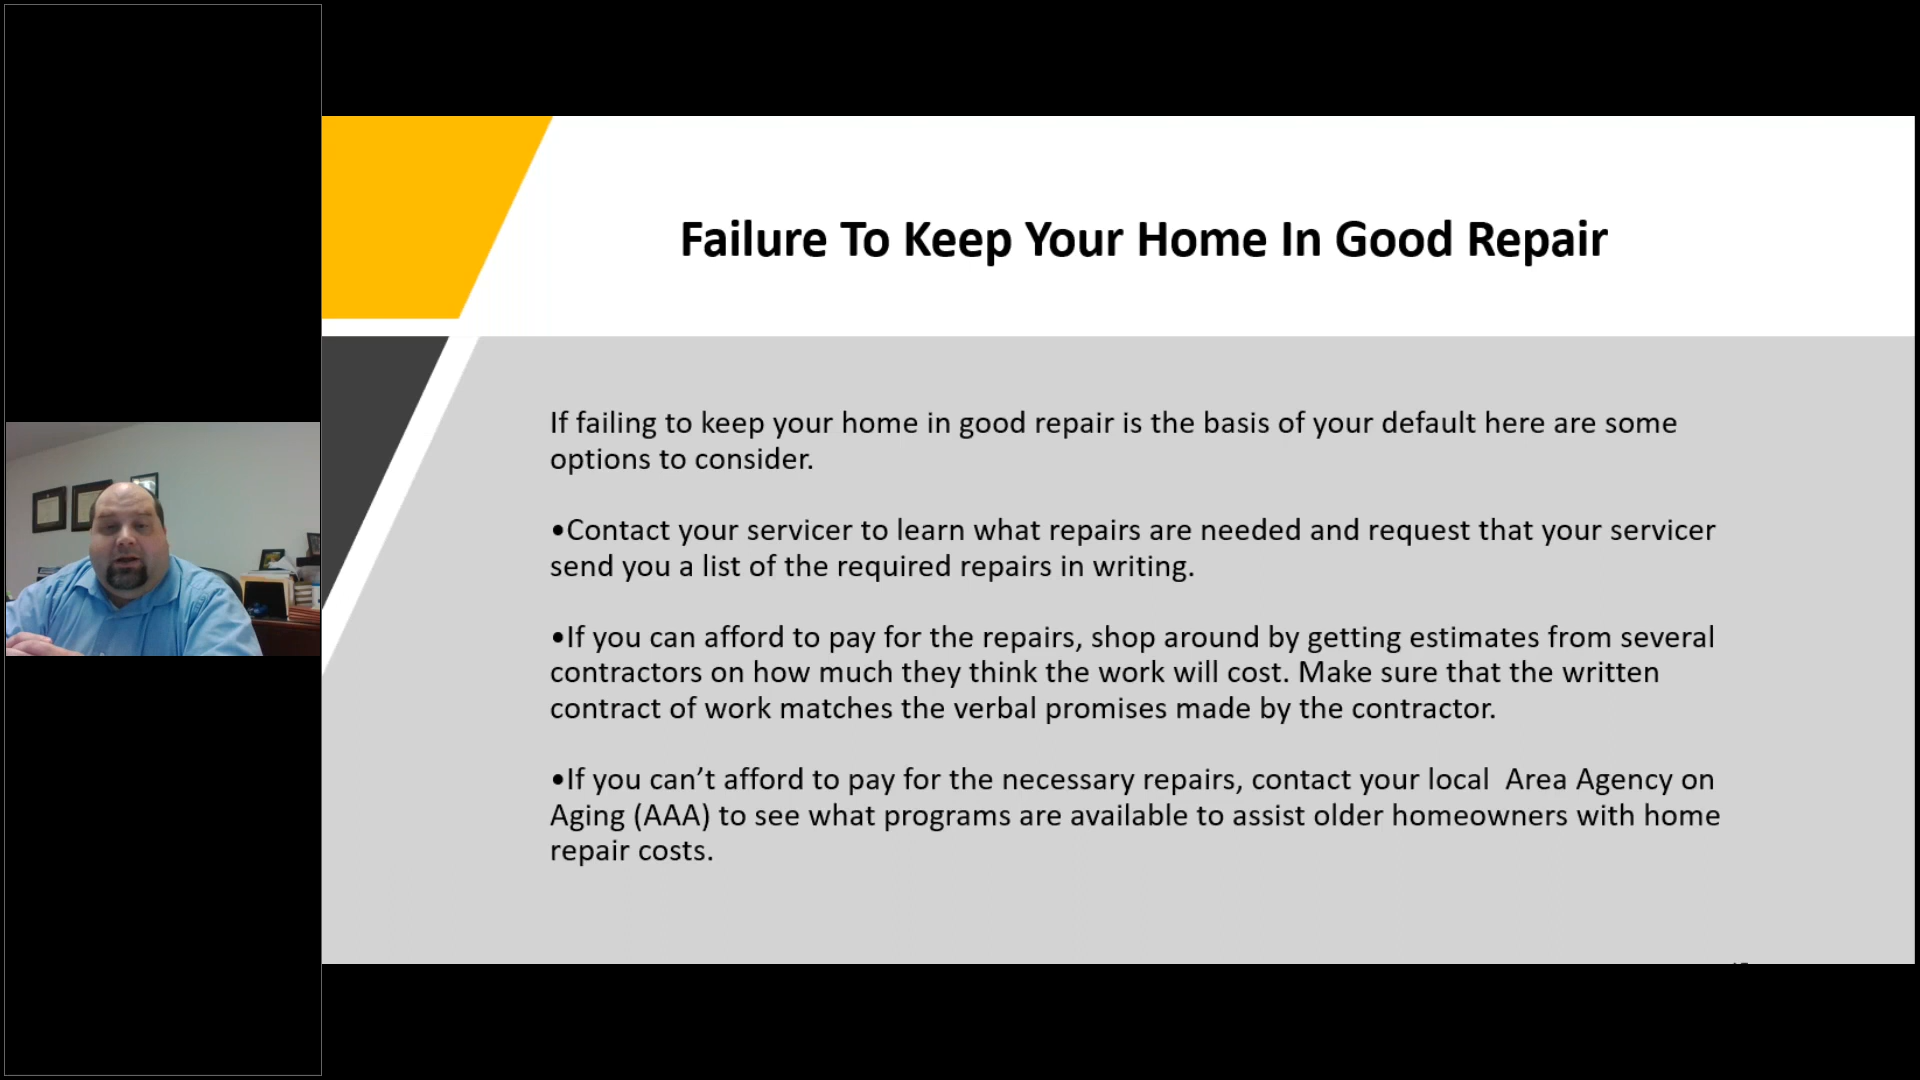 Failure To Keep Your Home In Good Repair
If failing to keep your home in good repair is the basis of your default here are some
options to consider.
•Contact your servicer to learn what repairs are needed and request that your servicer
send you a list of the required repairs in writing.
•If you can afford to pay for the repairs, shop around by getting estimates from several
contractors on how much they think the work will cost. Make sure that the written
contract of work matches the verbal promises made by the contractor.
•If you can’t afford to pay for the necessary repairs, contact your local  Area Agency on
Aging (AAA) to see what programs are available to assist older homeowners with home
repair costs.